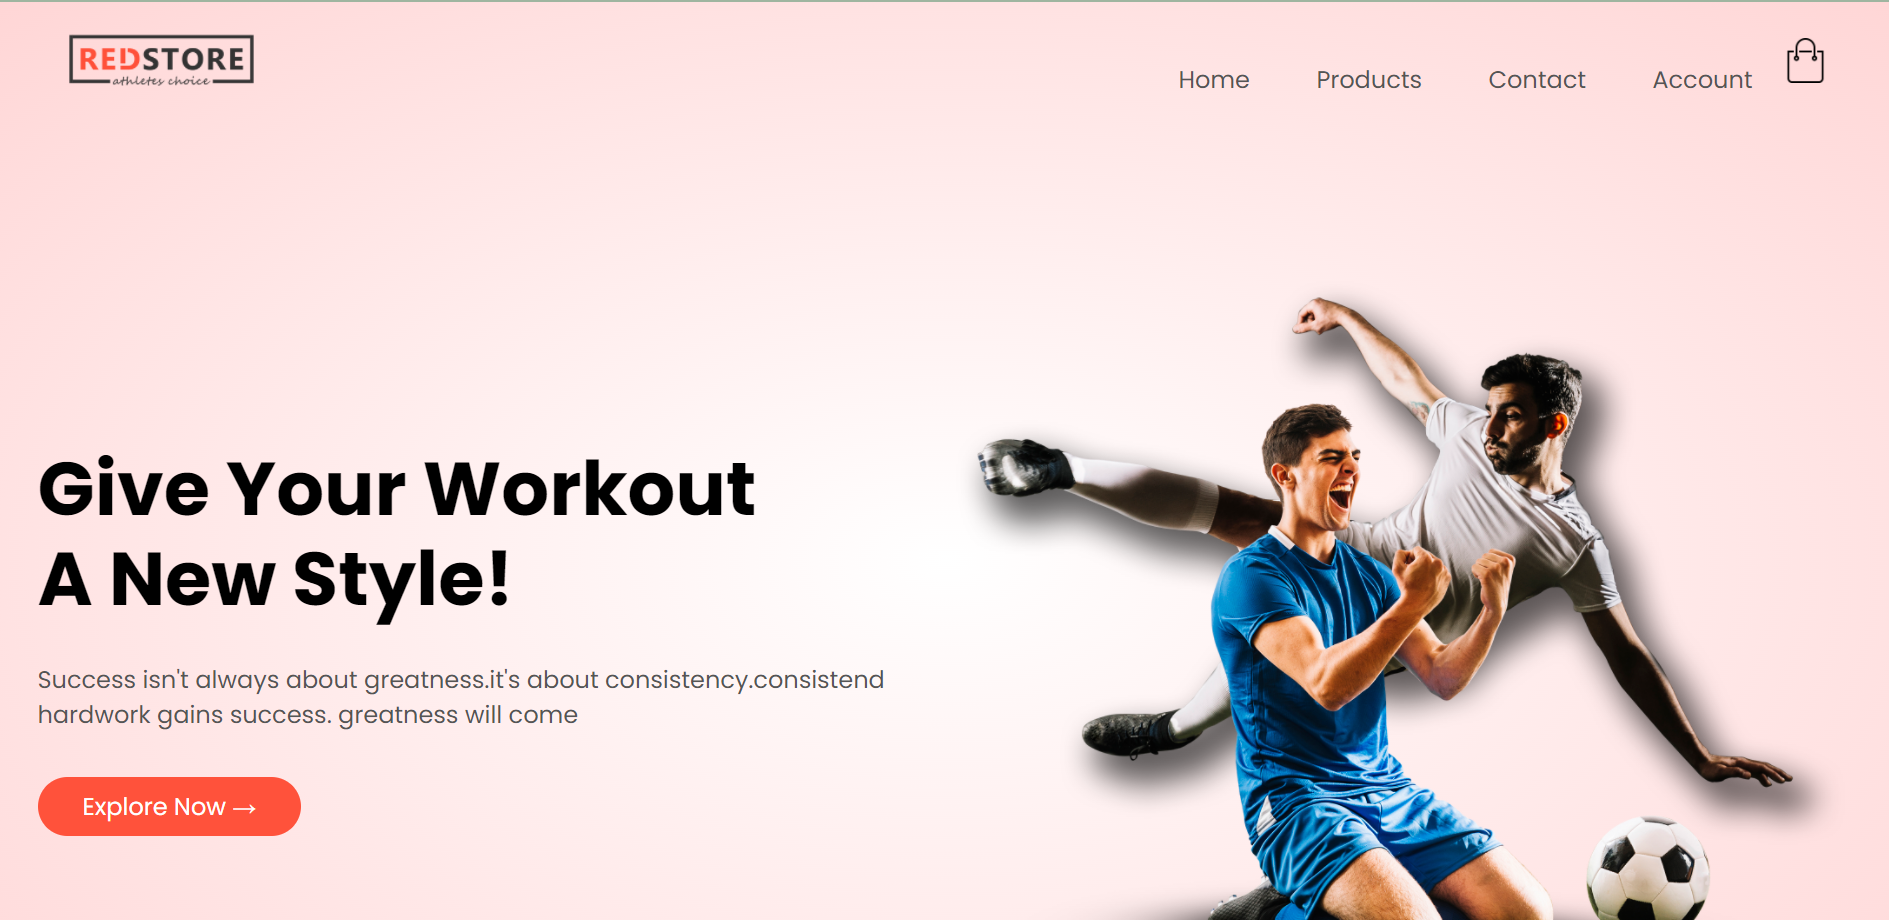 REDSTORE
athletes choice
Home Products Contact Account
Give Your Workout
A New Style!
Success isn't always about greatness.it's about consistency.consistend
hardwork gains success. greatness will come
Explore Now →